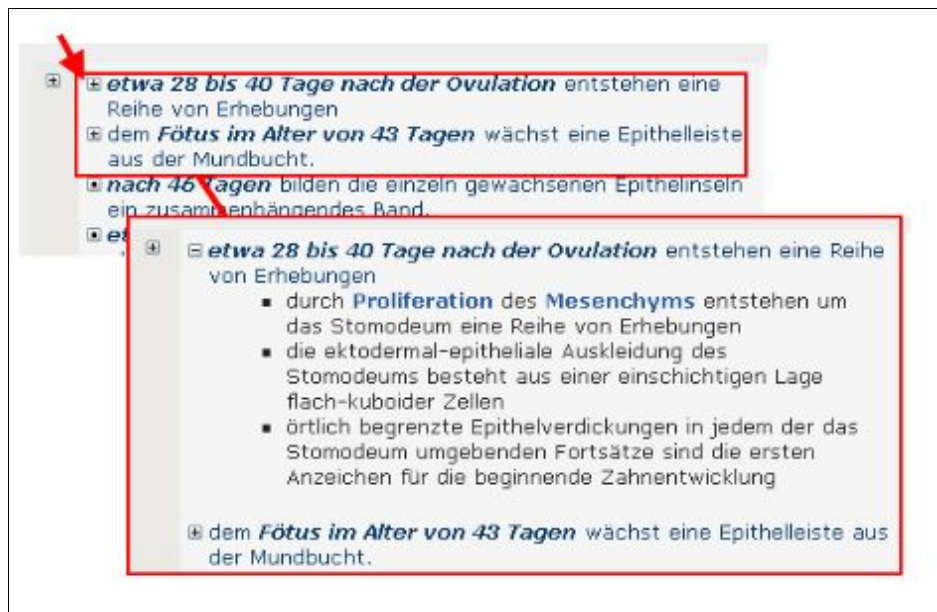 etwa 28 bis 40 Tage nach der Ovulation entstehen eine
Reihe von Erhebungen
dem Fötus im Alter von 43 Tagen wächst eine Epithelleiste
aus der Mundbucht.
nach 46 Tagen bilden die einzeln gewachsenen Epithelinseln
ein zusammenhängendes Band.
etwa 28 bis 40 Tage nach der Ovulation entstehen eine Reihe
von Erhebungen
durch Proliferation des Mesenchyms entstehen um
das Stomodeum eine Reihe von Erhebungen
die ektodermal-epitheliale Auskleidung des
Stomodeums besteht aus einer einschichtigen Lage
flach-kuboider Zellen
örtlich begrenzte Epithelverdickungen in jedem der das
Stomodeum umgebenden Fortsätze sind die ersten
Anzeichen für die beginnende Zahnentwicklung
dem Fötus im Alter von 43 Tagen wächst eine Epithelleiste aus
der Mundbucht.